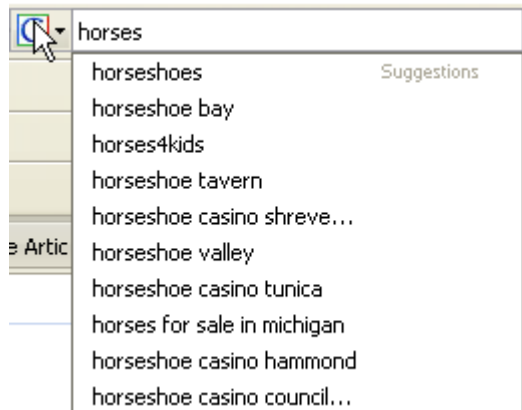 horses
horseshoes Suggestions
horseshoe bay
horses4kids
horseshoe tavern
horseshoe casino shreve...
horseshoe valley
e Artic
horseshoe casino tunica
horses for sale in michigan
horseshoe casino hammond
horseshoe casino council...